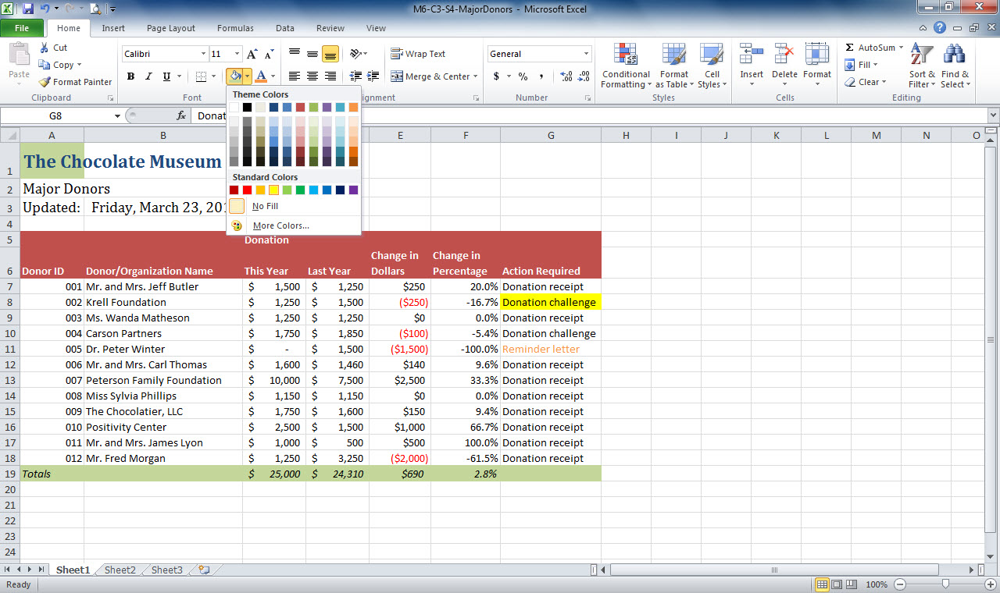 M6-C3-S4-MajorDonors - Microsoft Excel
File Home Insert Page Layout Formulas Data Review View
Paste Cut Calibri 11 Wrap Text General Conditional Formatting Format as Table Cell Styles Insert Delete Format AutoSum Sort & Filter Find & Select
Copy Fill
Format Painter B I U A Merge & Center $ % , Clear
Clipboard Font gnment Number Styles Cells Editing
Theme Colors
G8 fx Donat
A B E F G H I J K L M N O
1 The Chocolate Museum
Standard Colors
2 Major Donors
3 Updated: Friday, March 23, 201
No Fill
4
More Colors...
5 Donation
6 Donor ID Donor/Organization Name This Year Last Year Change in Dollars Change in Percentage Action Required
7 001 Mr. and Mrs. Jeff Butler $ 1,500 $ 1,250 $250 20.0% Donation receipt
8 002 Krell Foundation $ 1,250 $ 1,500 ($250) -16.7% Donation challenge
9 003 Ms. Wanda Matheson $ 1,250 $ 1,250 $0 0.0% Donation receipt
10 004 Carson Partners $ 1,750 $ 1,850 ($100) -5.4% Donation challenge
11 005 Dr. Peter Winter $ - $ 1,500 ($1,500) -100.0% Reminder letter
12 006 Mr. and Mrs. Carl Thomas $ 1,600 $ 1,460 $140 9.6% Donation receipt
13 007 Peterson Family Foundation $ 10,000 $ 7,500 $2,500 33.3% Donation receipt
14 008 Miss Sylvia Phillips $ 1,150 $ 1,150 $0 0.0% Donation receipt
15 009 The Chocolatier, LLC $ 1,750 $ 1,600 $150 9.4% Donation receipt
16 010 Positivity Center $ 2,500 $ 1,500 $1,000 66.7% Donation receipt
17 011 Mr. and Mrs. James Lyon $ 1,000 $ 500 $500 100.0% Donation receipt
18 012 Mr. Fred Morgan $ 1,250 $ 3,250 ($2,000) -61.5% Donation receipt
19 Totals $ 25,000 $ 24,310 $690 2.8%
20
21
22
23
24
Sheet1 Sheet2 Sheet3
Ready 100%